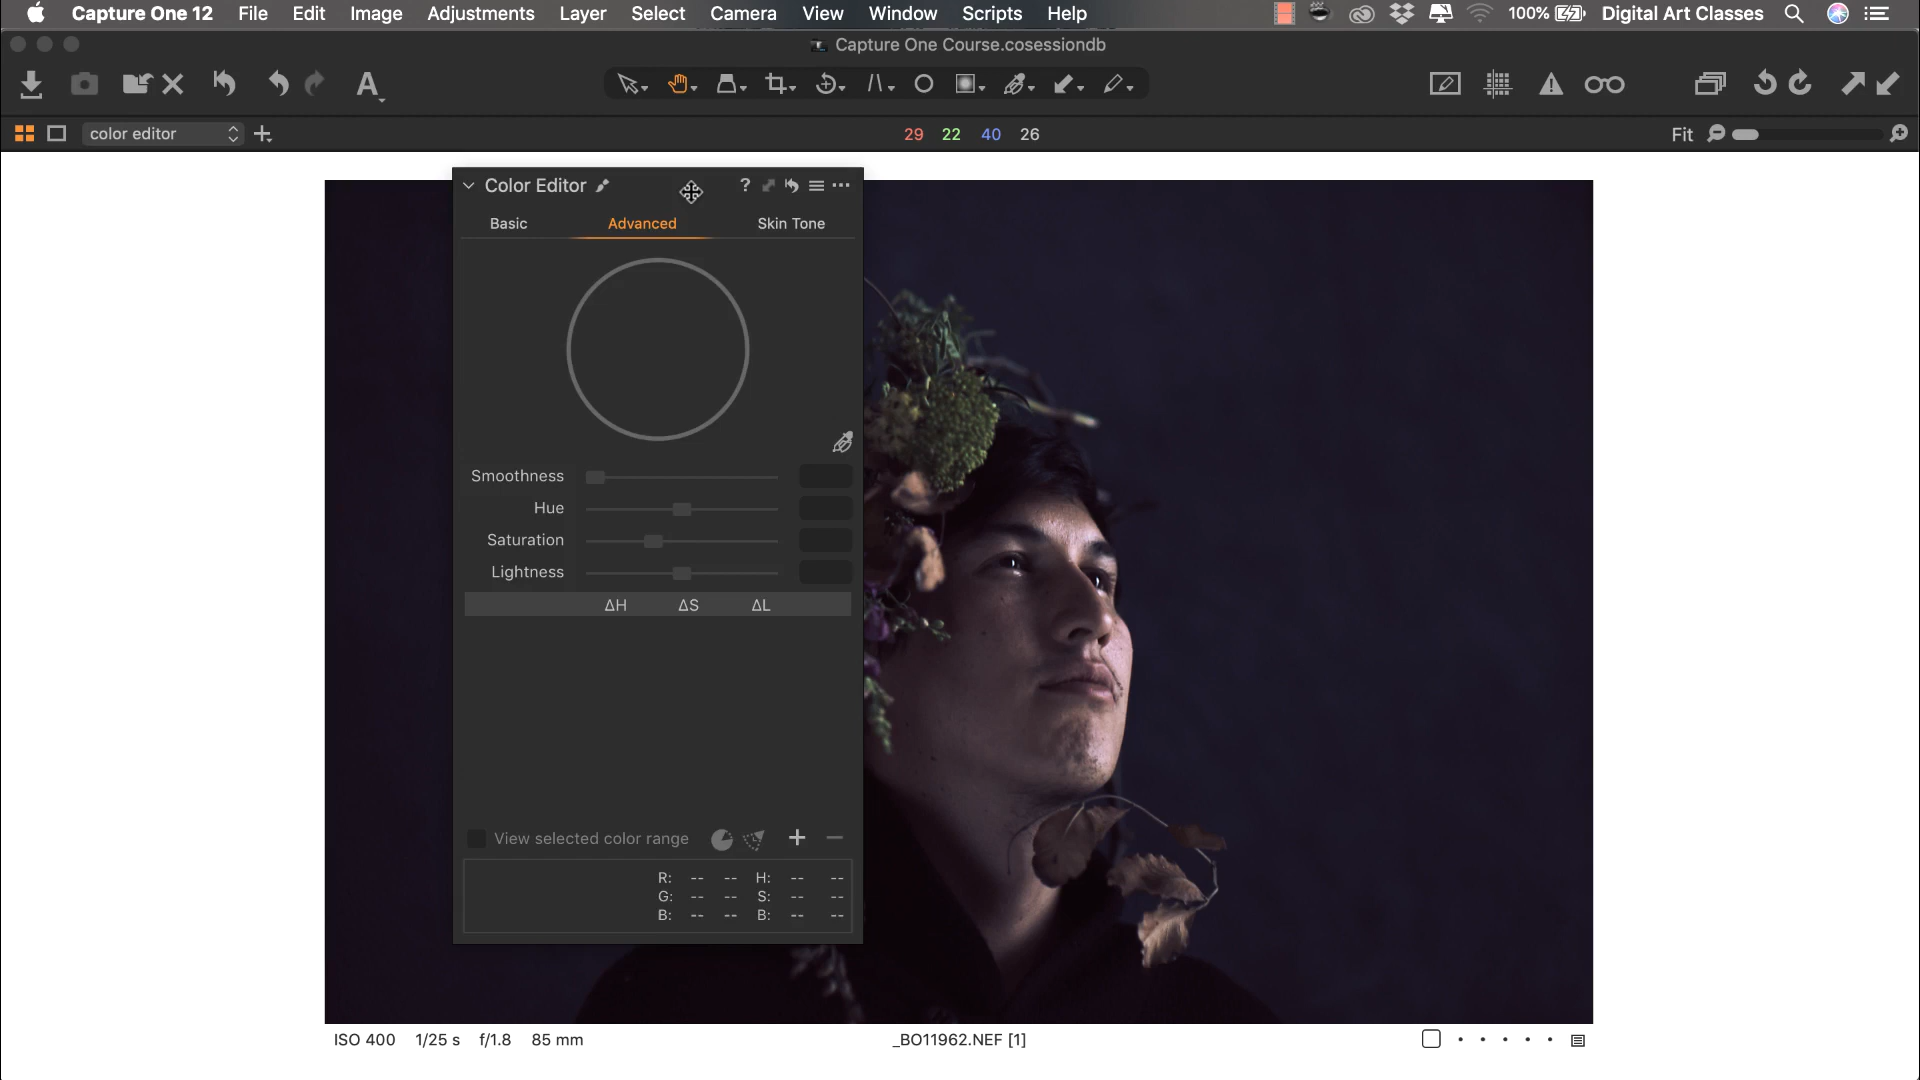 Capture One 12 File Edit Image Adjustments Layer Select Camera View Window Scripts Help 100% Digital Art Classes
Capture One Course.cosessiondb
A
color editor 29 22 40 26 Fit
Color Editor ? 
Basic Advanced Skin Tone
Smoothness
Hue
Saturation
Lightness
ΔH ΔS ΔL
View selected color range
R: -- -- H: -- --
G: -- -- S: -- --
B: -- -- B: -- --
ISO 400 1/25 s f/1.8 85 mm _BO11962.NEF [1]